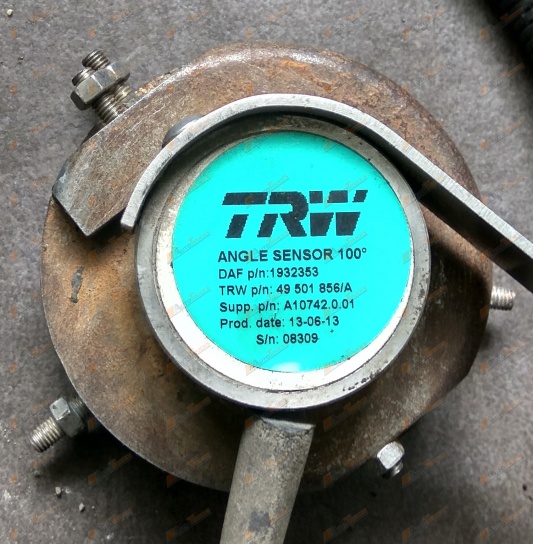 TRW
ANGLE SENSOR 100°
DAF p/n:1932353
TRW p/n: 49 501 856/A
Supp. p/n: A10742.0.01
Prod. date: 13-06-13
S/n: 08309